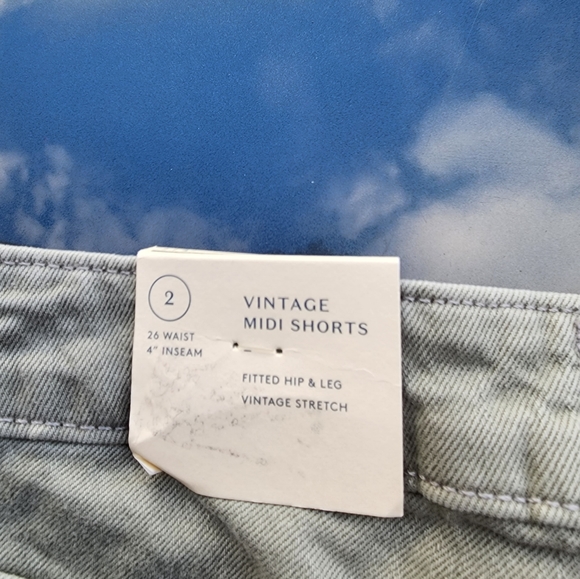 2
26 WAIST
4" INSEAM
VINTAGE
MIDI SHORTS
FITTED HIP & LEG
VINTAGE STRETCH